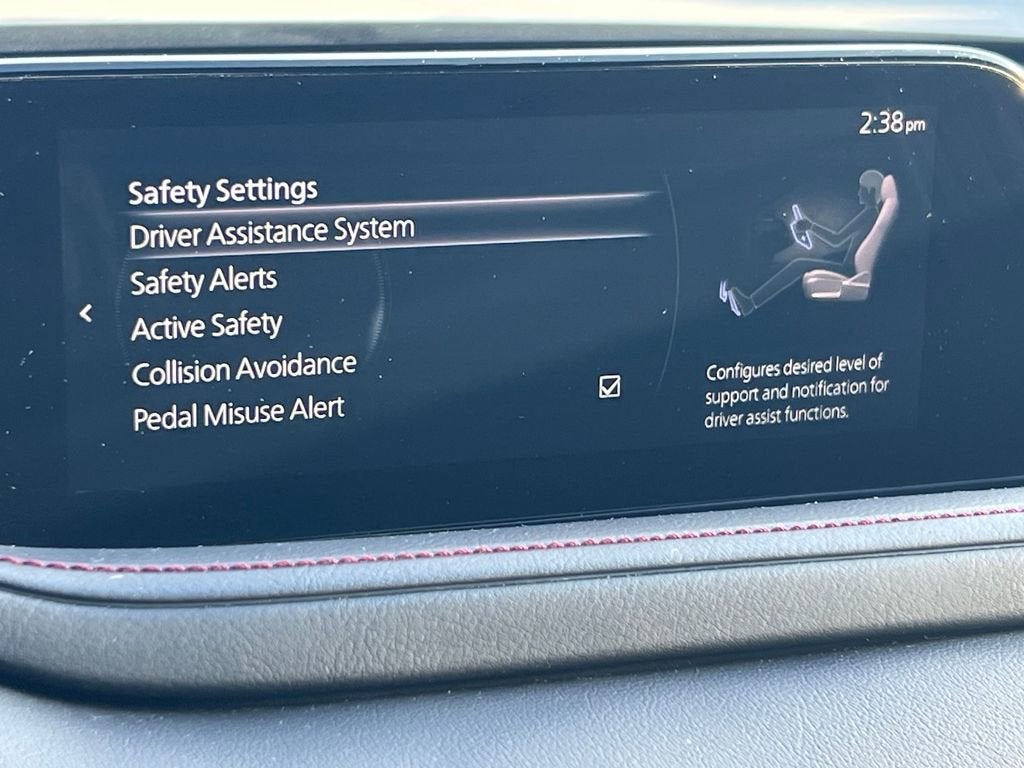 2:38pm
Safety Settings
Driver Assistance System
Safety Alerts
Active Safety
Collision Avoidance
Pedal Misuse Alert
Configures desired level of
support and notification for
driver assist functions.